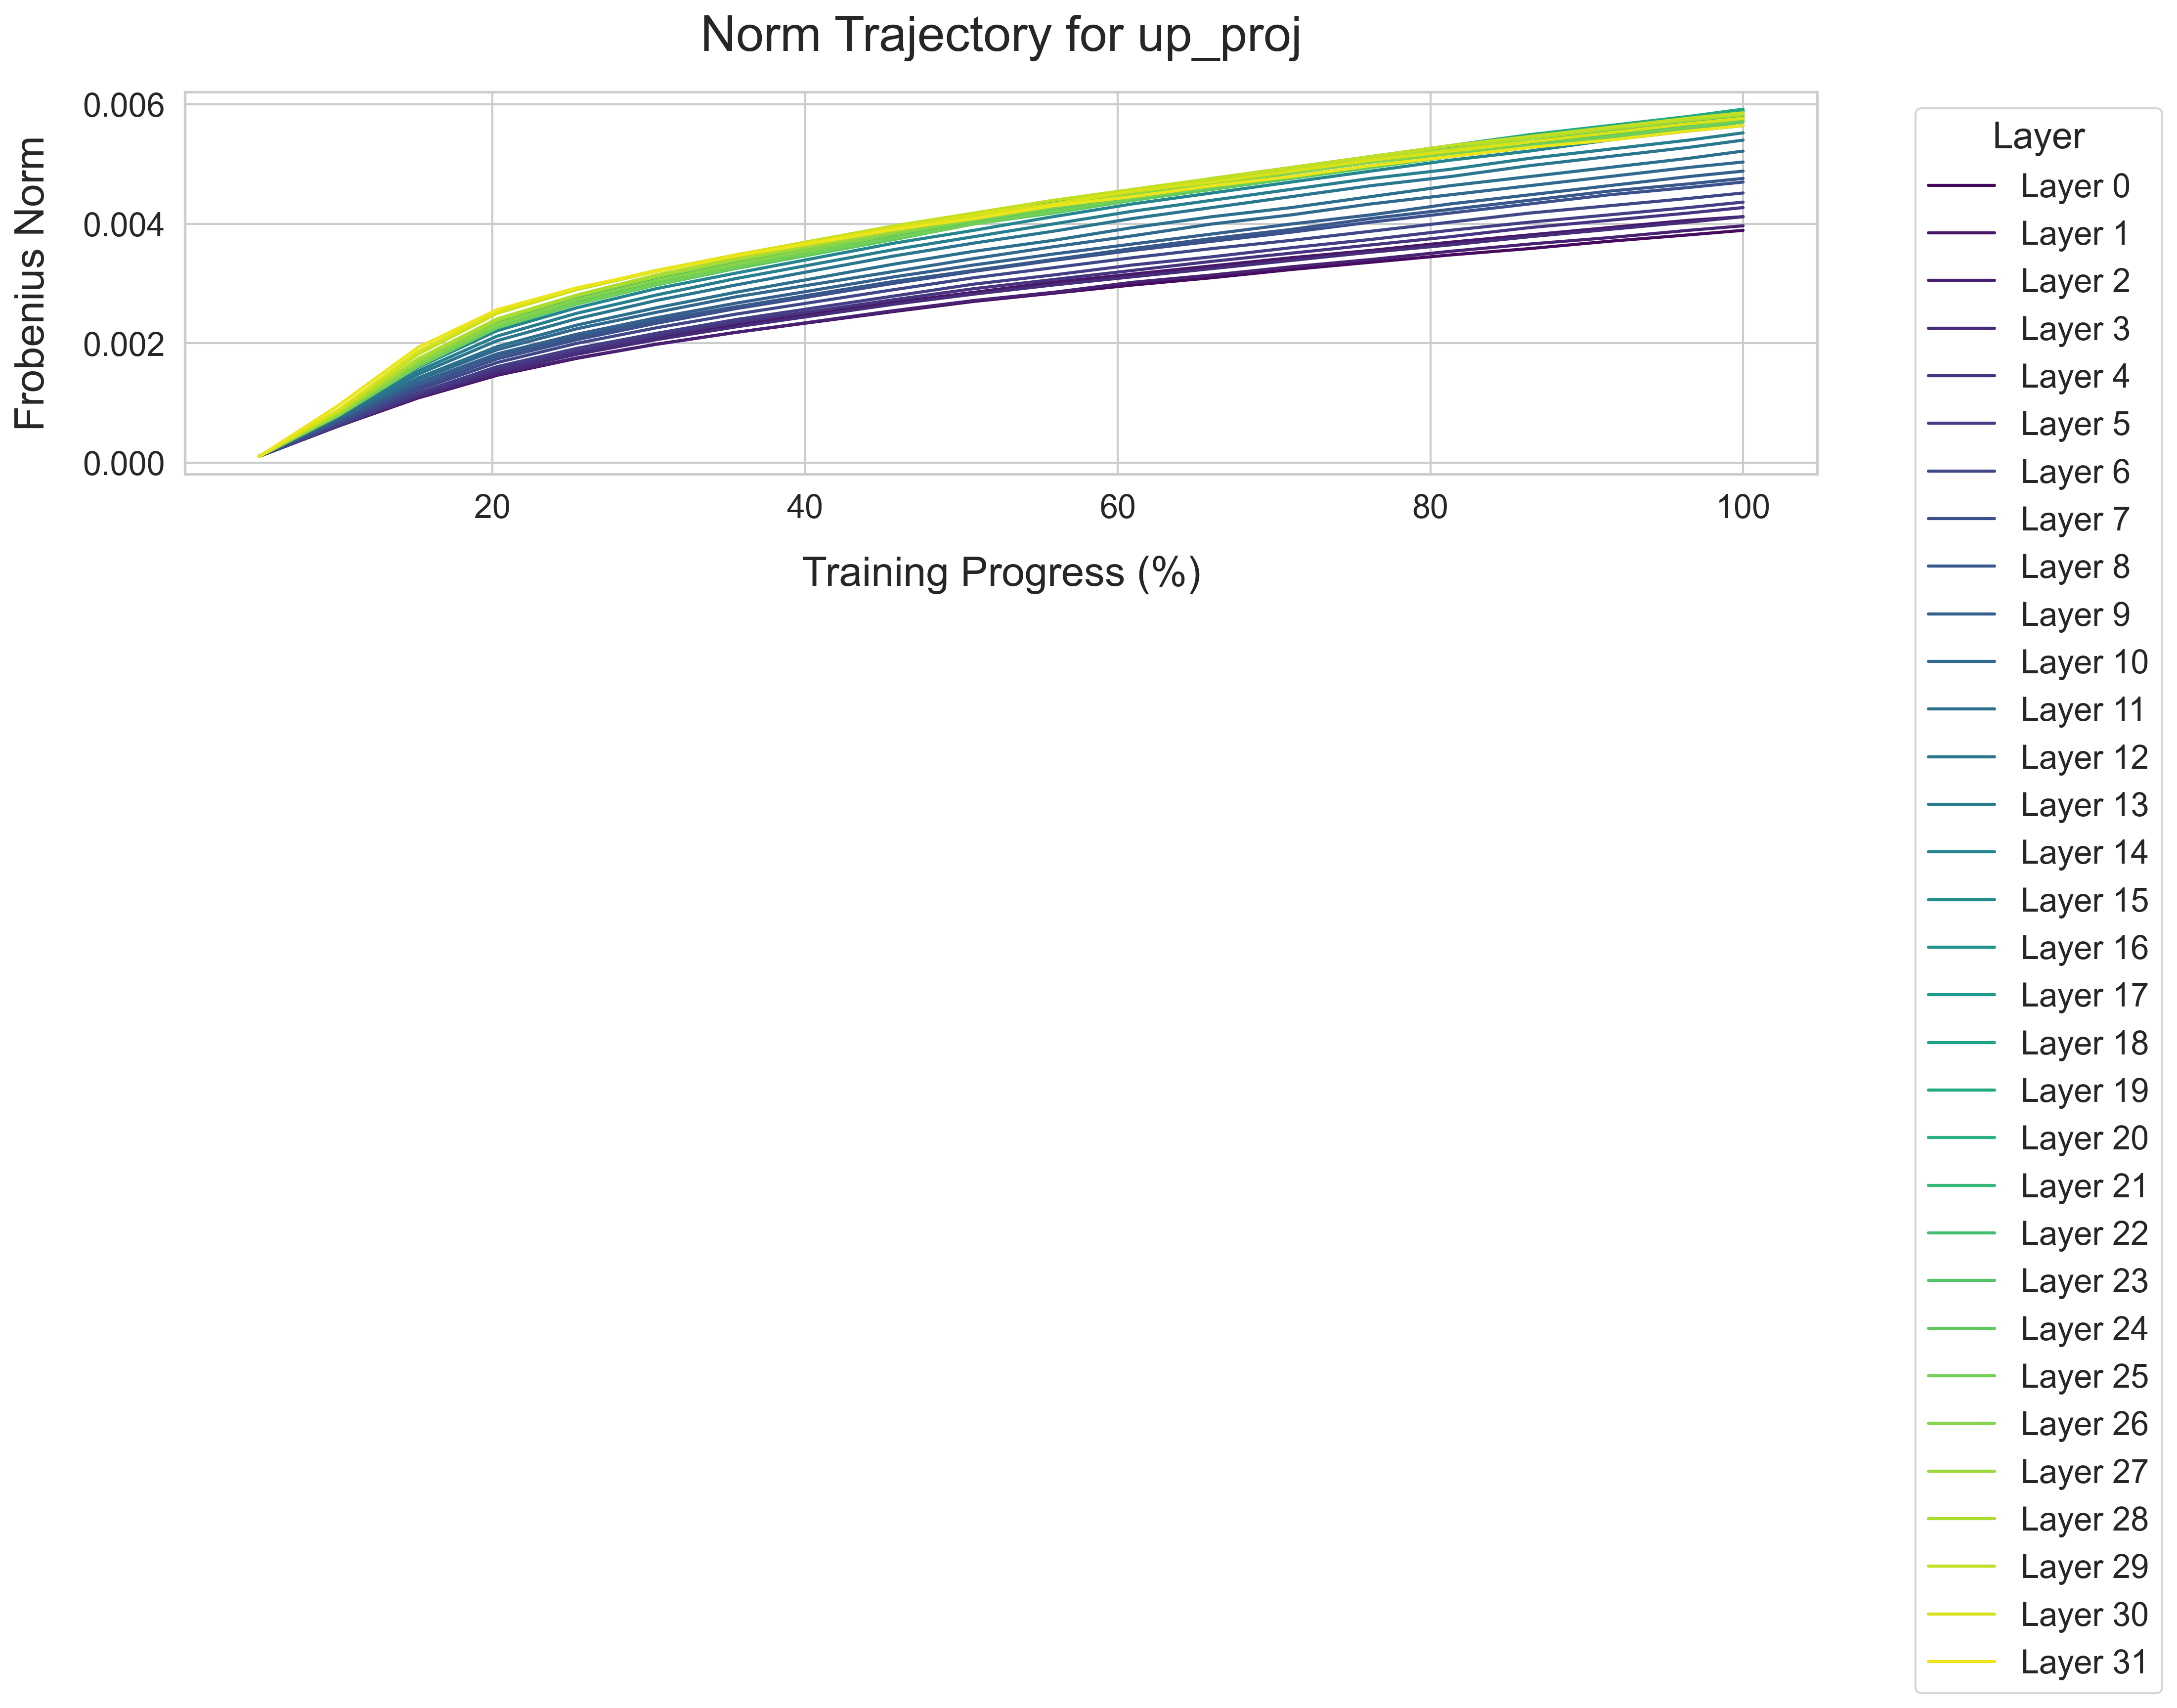 Norm Trajectory for up_proj
Frobenius Norm
0.006
0.004
0.002
0.000
20
40
60
80
100
Training Progress (%)
Layer
Layer 0
Layer 1
Layer 2
Layer 3
Layer 4
Layer 5
Layer 6
Layer 7
Layer 8
Layer 9
Layer 10
Layer 11
Layer 12
Layer 13
Layer 14
Layer 15
Layer 16
Layer 17
Layer 18
Layer 19
Layer 20
Layer 21
Layer 22
Layer 23
Layer 24
Layer 25
Layer 26
Layer 27
Layer 28
Layer 29
Layer 30
Layer 31